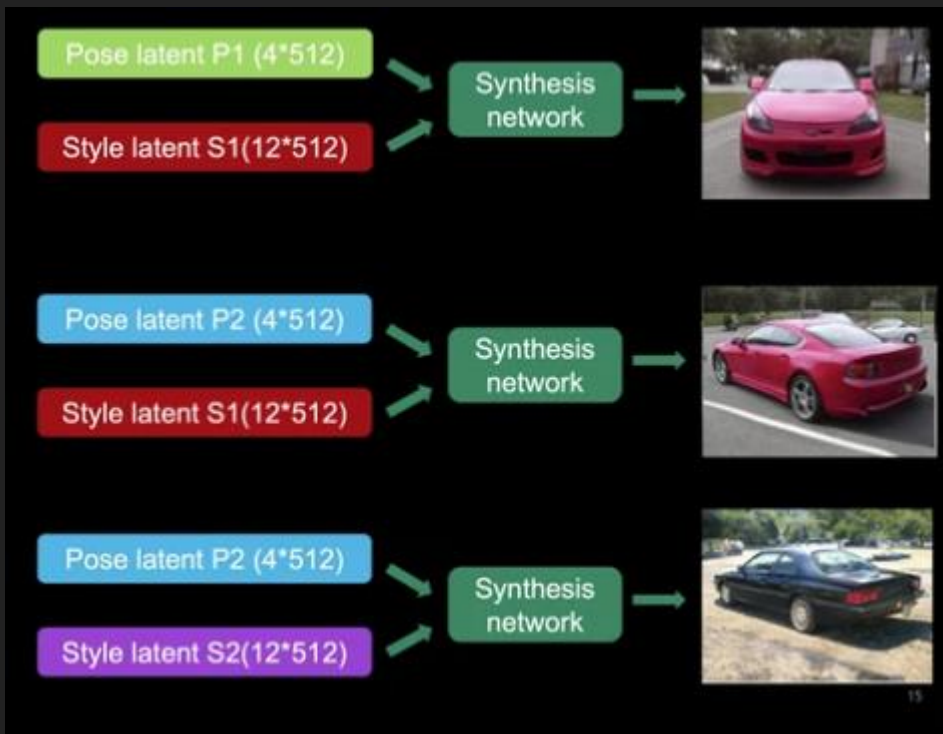 Pose latent P1 (4*512)
Style latent S1(12*512)
Synthesis
network
Pose latent P2 (4*512)
Style latent S1(12*512)
Synthesis
network
Pose latent P2 (4*512)
Style latent S2(12*512)
Synthesis
network
15